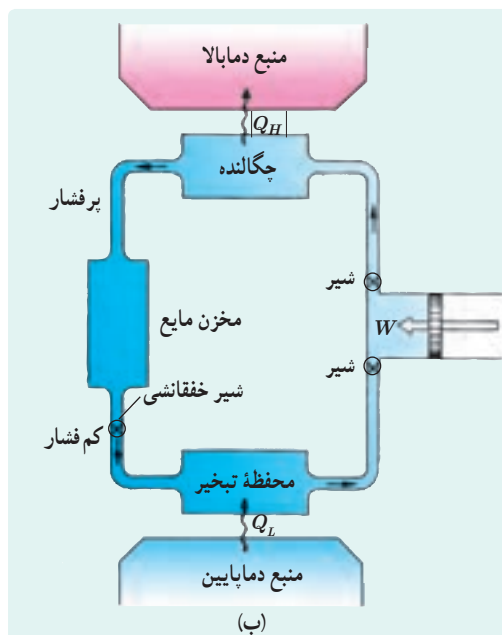 منبع دمابالا
|Q_H|
چگالنده
پرفشار
شیر
مخزن مایع
W
شیر
شیر خفقانشی
کم فشار
محفظهٔ تبخیر
Q_L
منبع دماپایین
(ب)